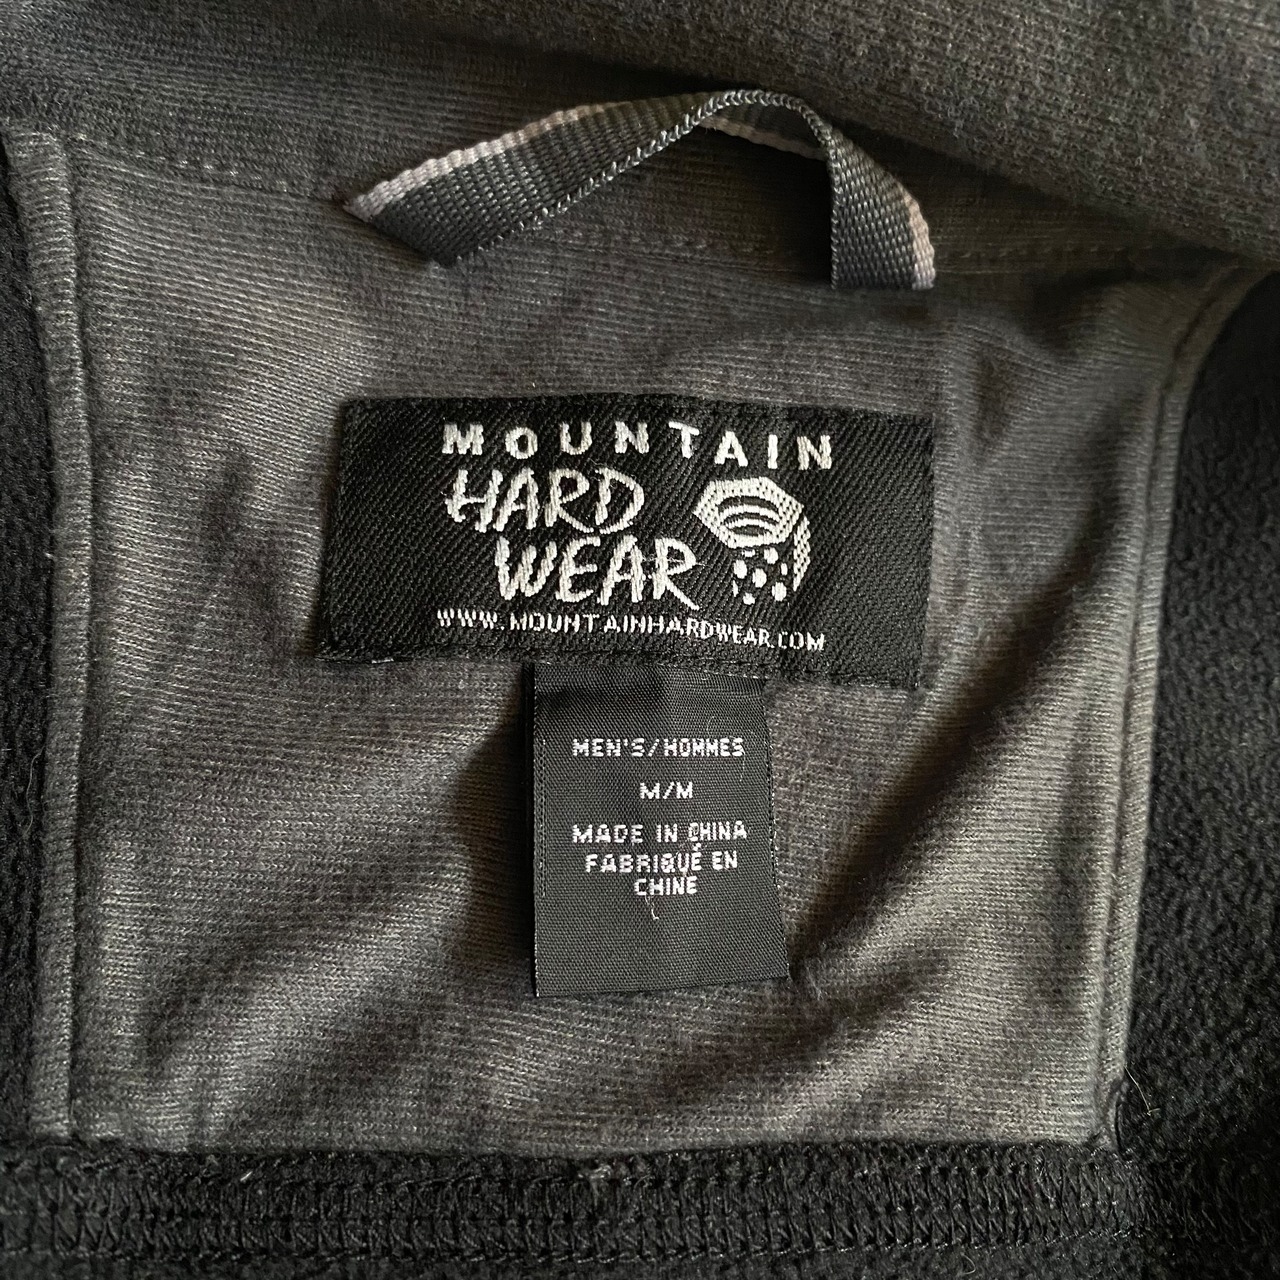 MOUNTAIN
HARD
WEAR
WWW.MOUNTAINHARDWEAR.COM
MEN'S/HOMMES
M/M
MADE IN CHINA
FABRIQUÉ EN
CHINE